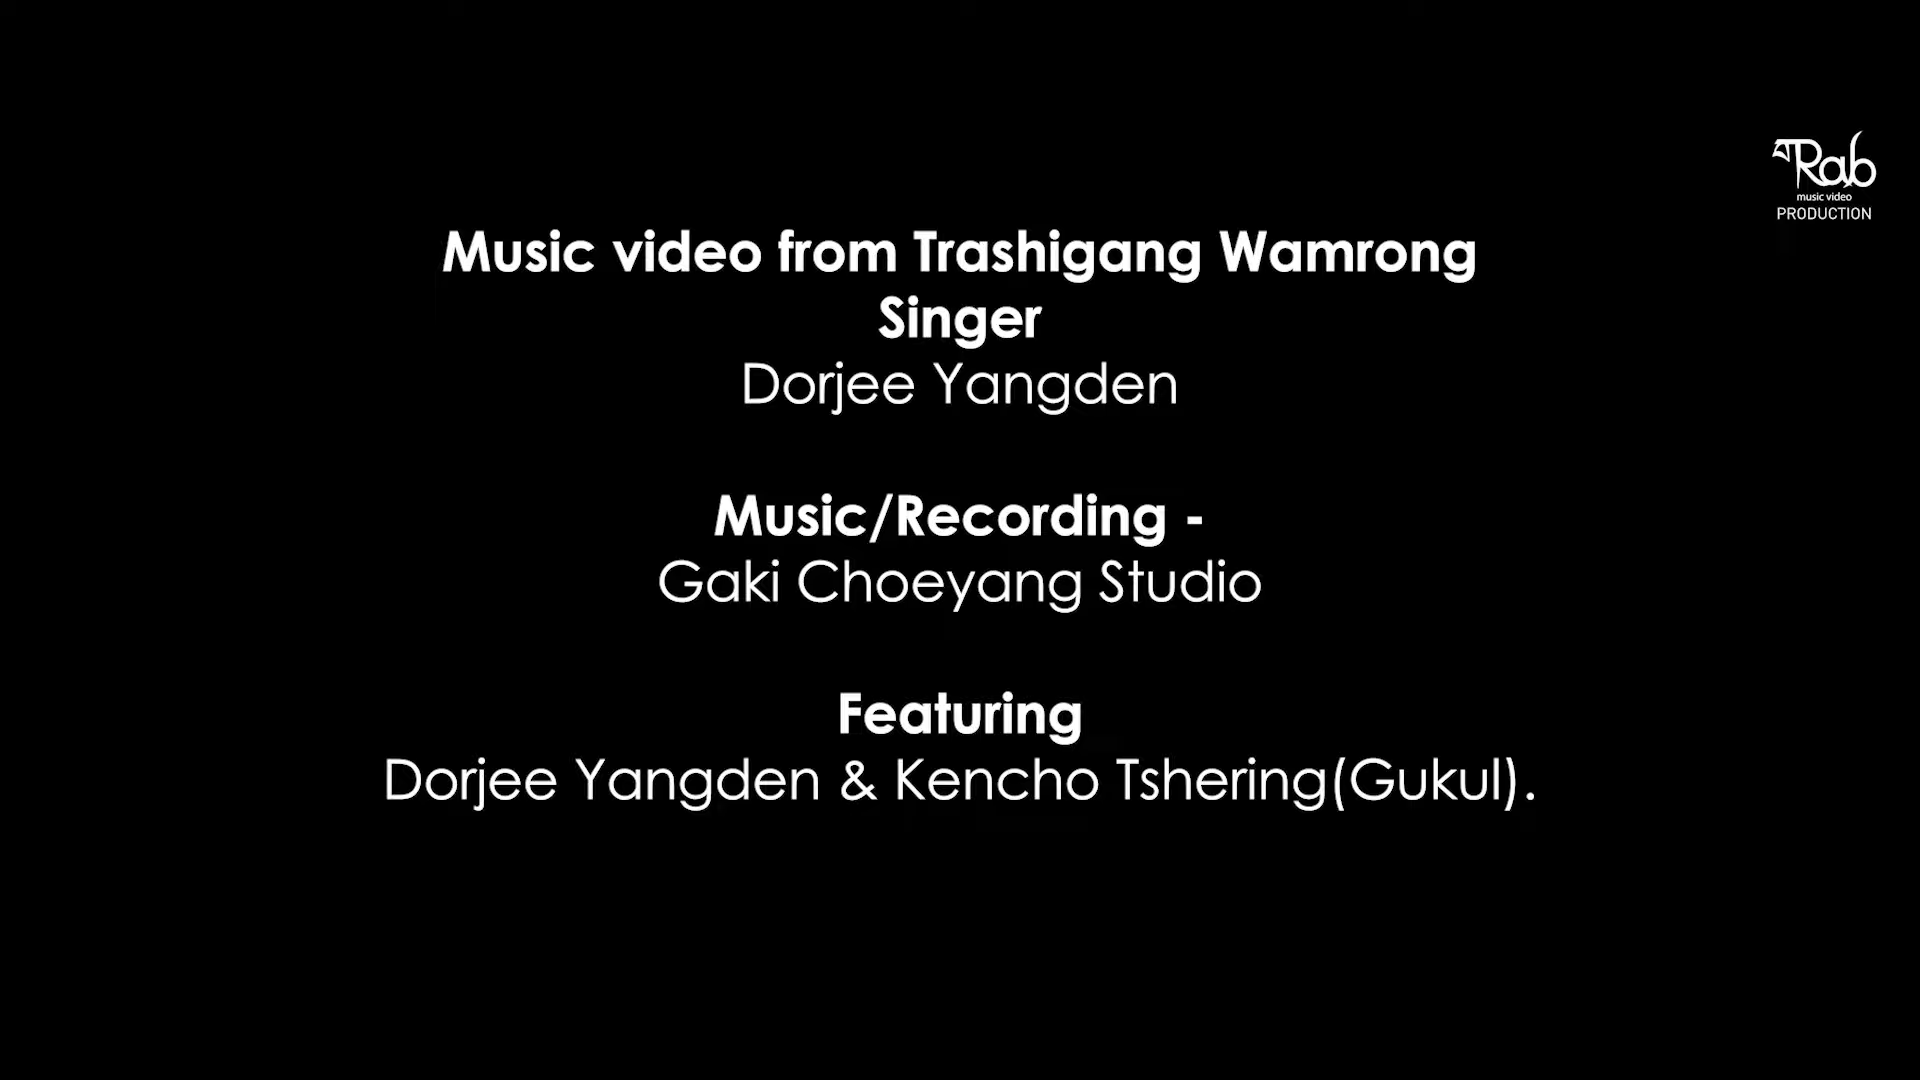 Rab
music video
PRODUCTION
Music video from Trashigang Wamrong
Singer
Dorjee Yangden
Music/Recording -
Gaki Choeyang Studio
Featuring
Dorjee Yangden & Kencho Tshering(Gukul).